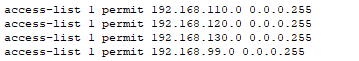 access-list 1 permit 192.168.110.0 0.0.0.255
access-list 1 permit 192.168.120.0 0.0.0.255
access-list 1 permit 192.168.130.0 0.0.0.255
access-list 1 permit 192.168.99.0 0.0.0.255